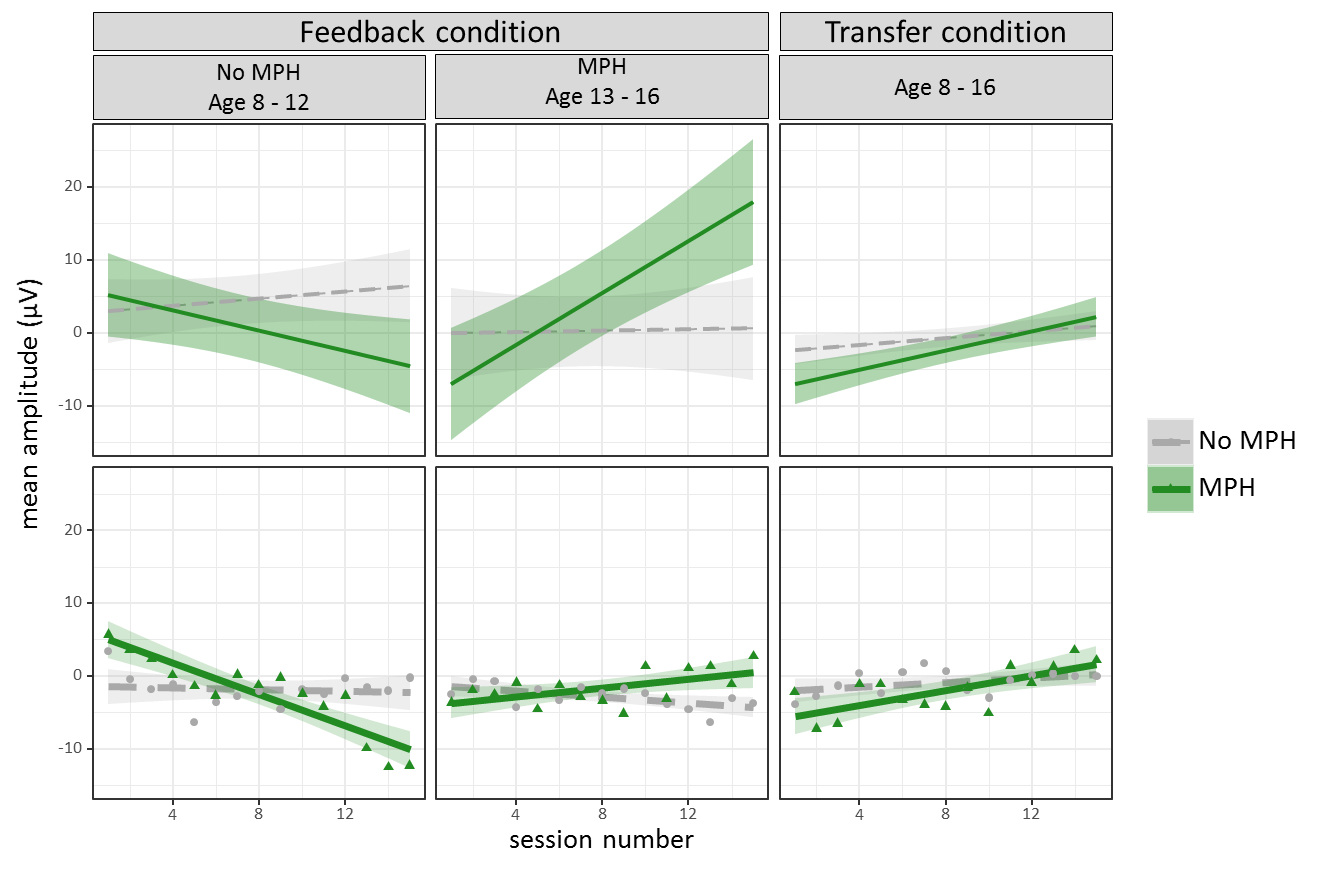 Feedback condition
Transfer condition
No MPH
Age 8 - 12
MPH
Age 13 - 16
Age 8 - 16
mean amplitude (µV)
20
10
0
-10
20
10
0
-10
4
8
12
4
8
12
4
8
12
session number
No MPH
MPH